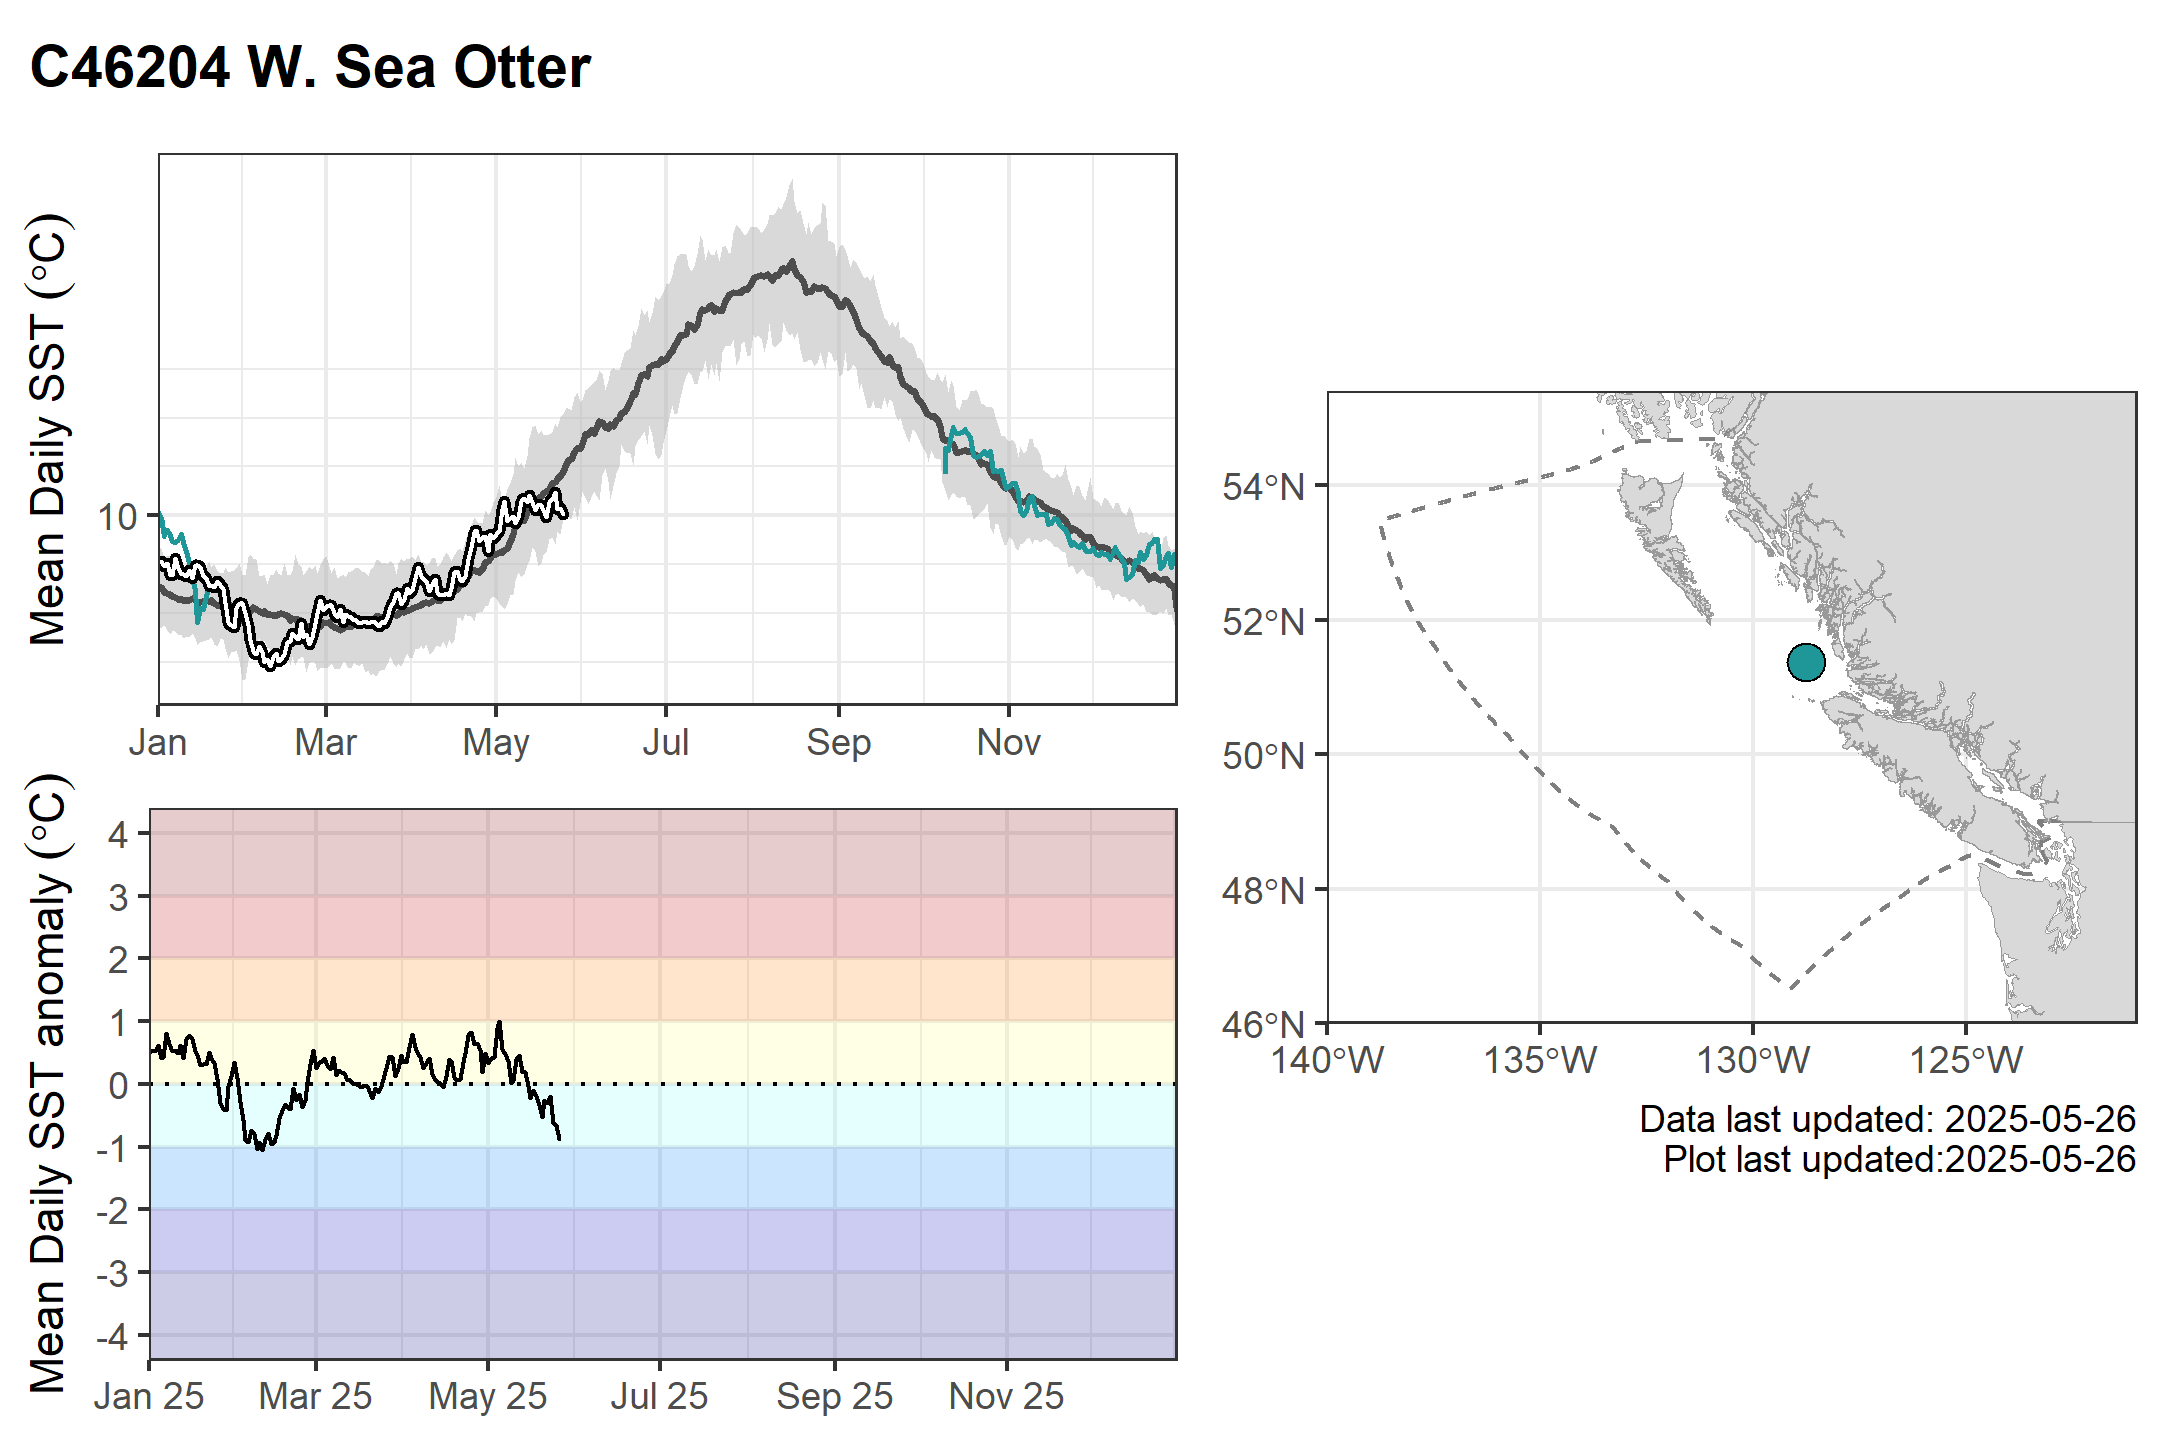 C46204 W. Sea Otter
Mean Daily SST (°C)
10
Jan Mar May Jul Sep Nov
Mean Daily SST anomaly (°C)
4
3
2
1
0
-1
-2
-3
-4
Jan 25 Mar 25 May 25 Jul 25 Sep 25 Nov 25
54°N
52°N
50°N
48°N
46°N
140°W 135°W 130°W 125°W
Data last updated: 2025-05-26
Plot last updated:2025-05-26